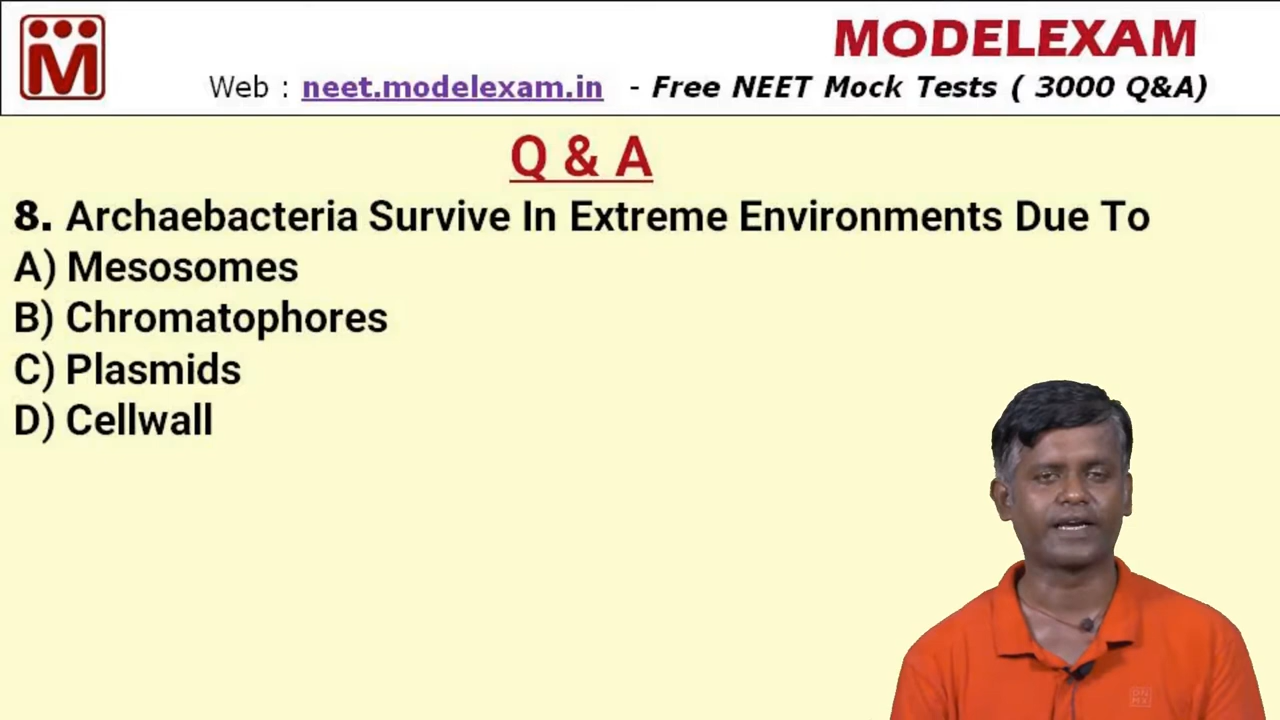 M
MODELEXAM
Web : neet.modelexam.in - Free NEET Mock Tests ( 3000 Q&A)
Q & A
8. Archaebacteria Survive In Extreme Environments Due To
A) Mesosomes
B) Chromatophores
C) Plasmids
D) Cellwall